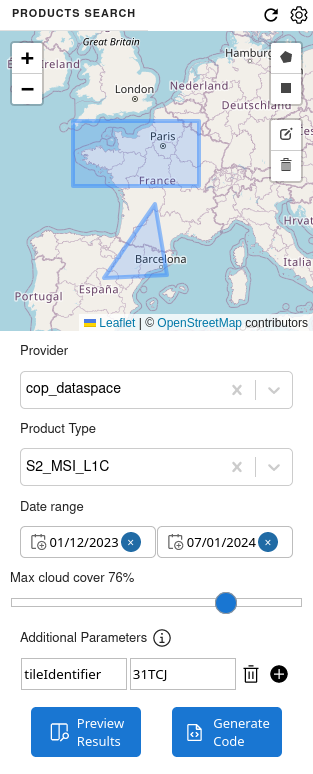 PRODUCTS SEARCH
Great Britain
Hamburg
+
London
Nederland
−
Deutschland
Paris
France
Hrvat
Barcelona
Italia
España
Portugal
Leaflet | © OpenStreetMap contributors
Provider
cop_dataspace
Product Type
S2_MSI_L1C
Date range
01/12/2023 × 07/01/2024 ×
Max cloud cover 76%
Additional Parameters
tileIdentifier 31TCJ
Preview Results
Generate Code